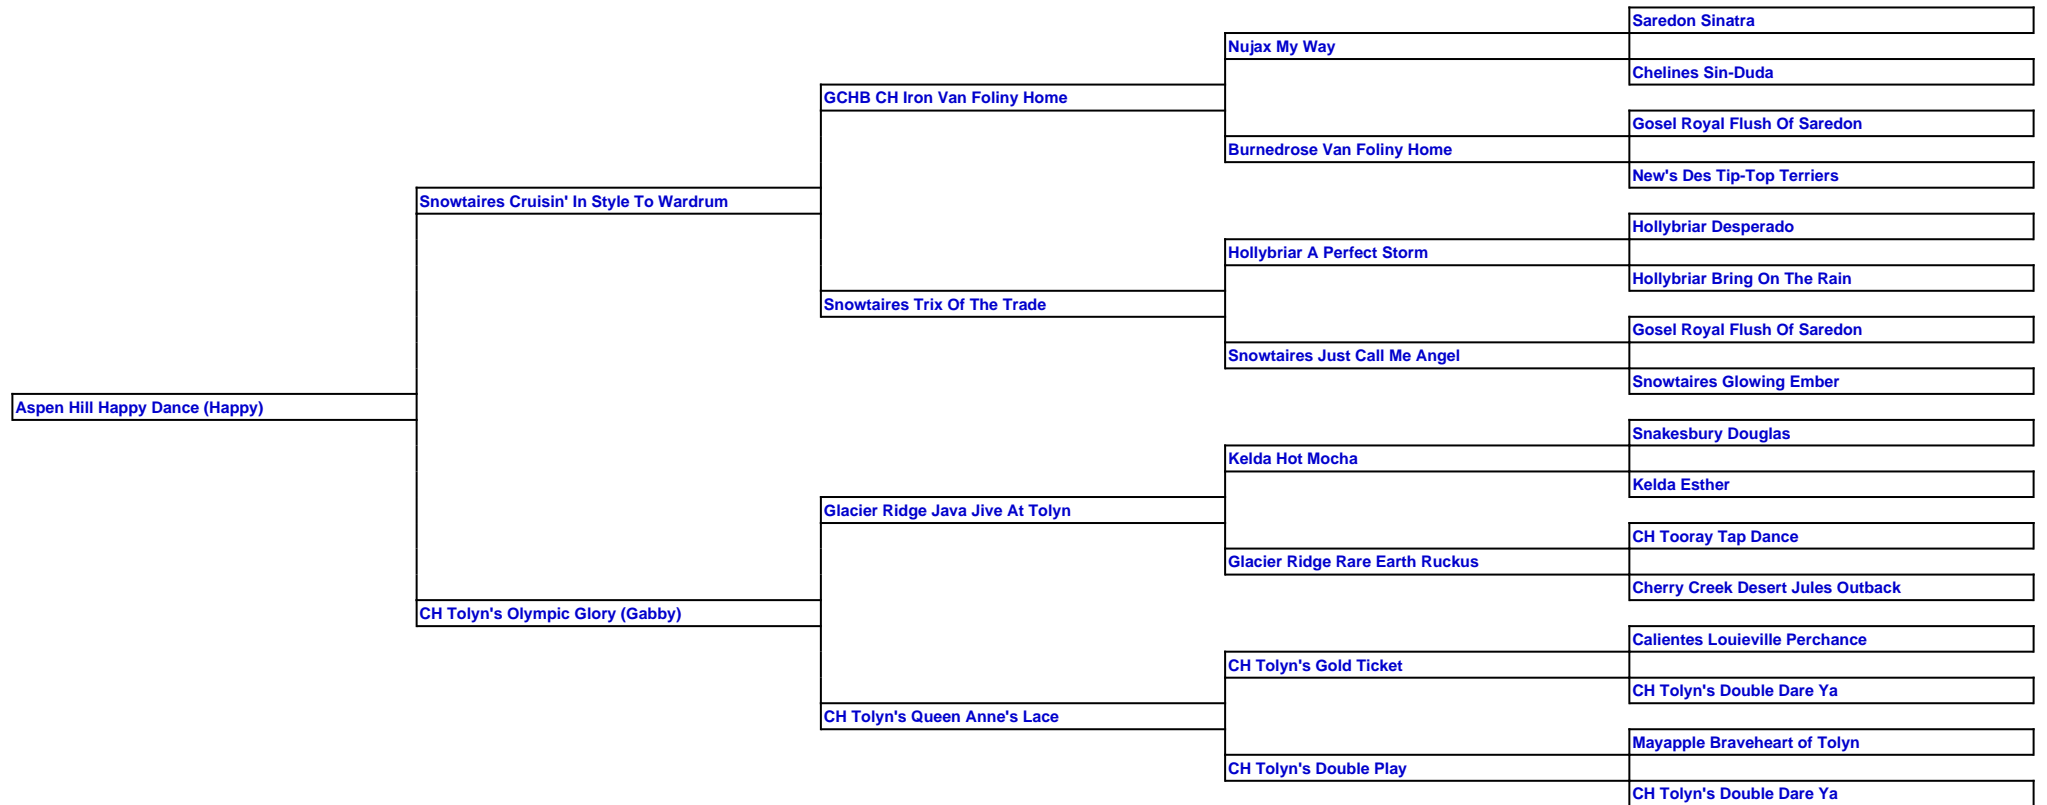 Saredon Sinatra
Nujax My Way
Chelines Sin-Duda
GCHB CH Iron Van Foliny Home
Gosel Royal Flush Of Saredon
Burnedrose Van Foliny Home
New's Des Tip-Top Terriers
Snowtaires Cruisin' In Style To Wardrum
Hollybriar Desperado
Hollybriar A Perfect Storm
Hollybriar Bring On The Rain
Snowtaires Trix Of The Trade
Gosel Royal Flush Of Saredon
Snowtaires Just Call Me Angel
Snowtaires Glowing Ember
Aspen Hill Happy Dance (Happy)
Snakesbury Douglas
Kelda Hot Mocha
Kelda Esther
Glacier Ridge Java Jive At Tolyn
CH Tooray Tap Dance
Glacier Ridge Rare Earth Ruckus
Cherry Creek Desert Jules Outback
CH Tolyn's Olympic Glory (Gabby)
Calientes Louieville Perchance
CH Tolyn's Gold Ticket
CH Tolyn's Double Dare Ya
CH Tolyn's Queen Anne's Lace
Mayapple Braveheart of Tolyn
CH Tolyn's Double Play
CH Tolyn's Double Dare Ya